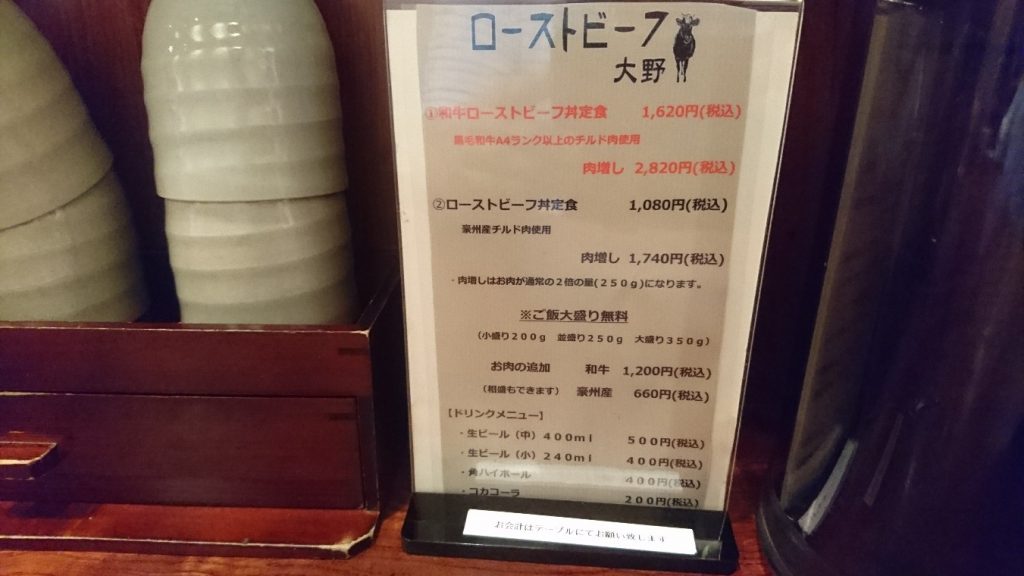 ローストビーフ
大野
①和牛ローストビーフ丼定食 1,620円(税込)
黒毛和牛A4ランク以上のチルド肉使用
肉増し 2,820円(税込)
②ローストビーフ丼定食 1,080円(税込)
豪州産チルド肉使用
肉増し 1,740円(税込)
・肉増しはお肉が通常の２倍の量(２５０ｇ)になります。
※ご飯大盛り無料
（小盛り２００ｇ 並盛り２５０ｇ 大盛り３５０ｇ）
お肉の追加 和牛 1,200円(税込)
（相盛もできます） 豪州産 660円(税込)
【ドリンクメニュー】
・生ビール（中）４００ｍｌ ５００円(税込)
・生ビール（小）２４０ｍｌ ４００円(税込)
・角ハイボール ４００円(税込)
・コカコーラ ２００円(税込)
お会計はテーブルにてお願い致します